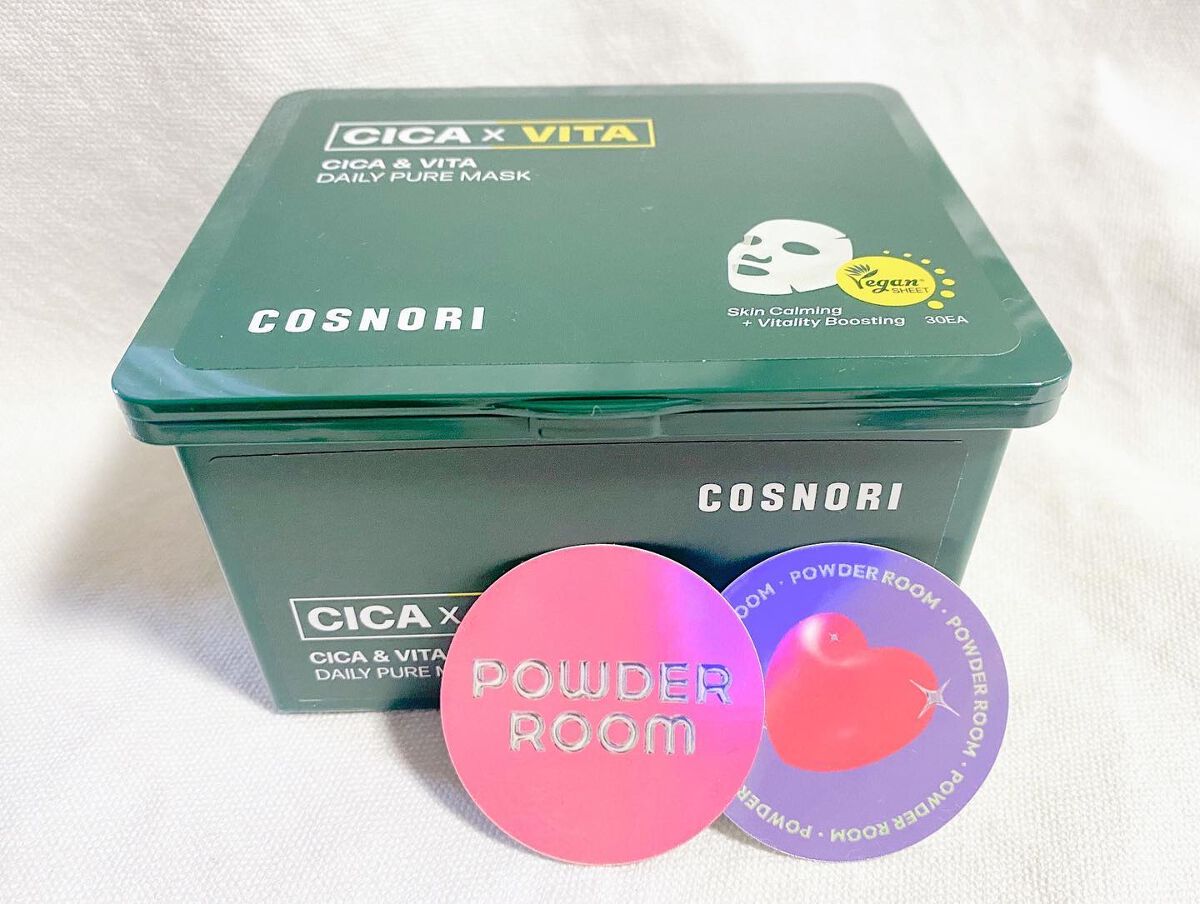 CICA x VITA
CICA & VITA
DAILY PURE MASK
COSNORI
Vegan
SHEET
Skin Calming
+ Vitality Boosting 30EA
COSNORI
CICA x
CICA & VITA
DAILY PURE
POWDER
ROOM
ROOM · POWDER ROOM · POWDER ROOM · POWDER ROOM · POWDER